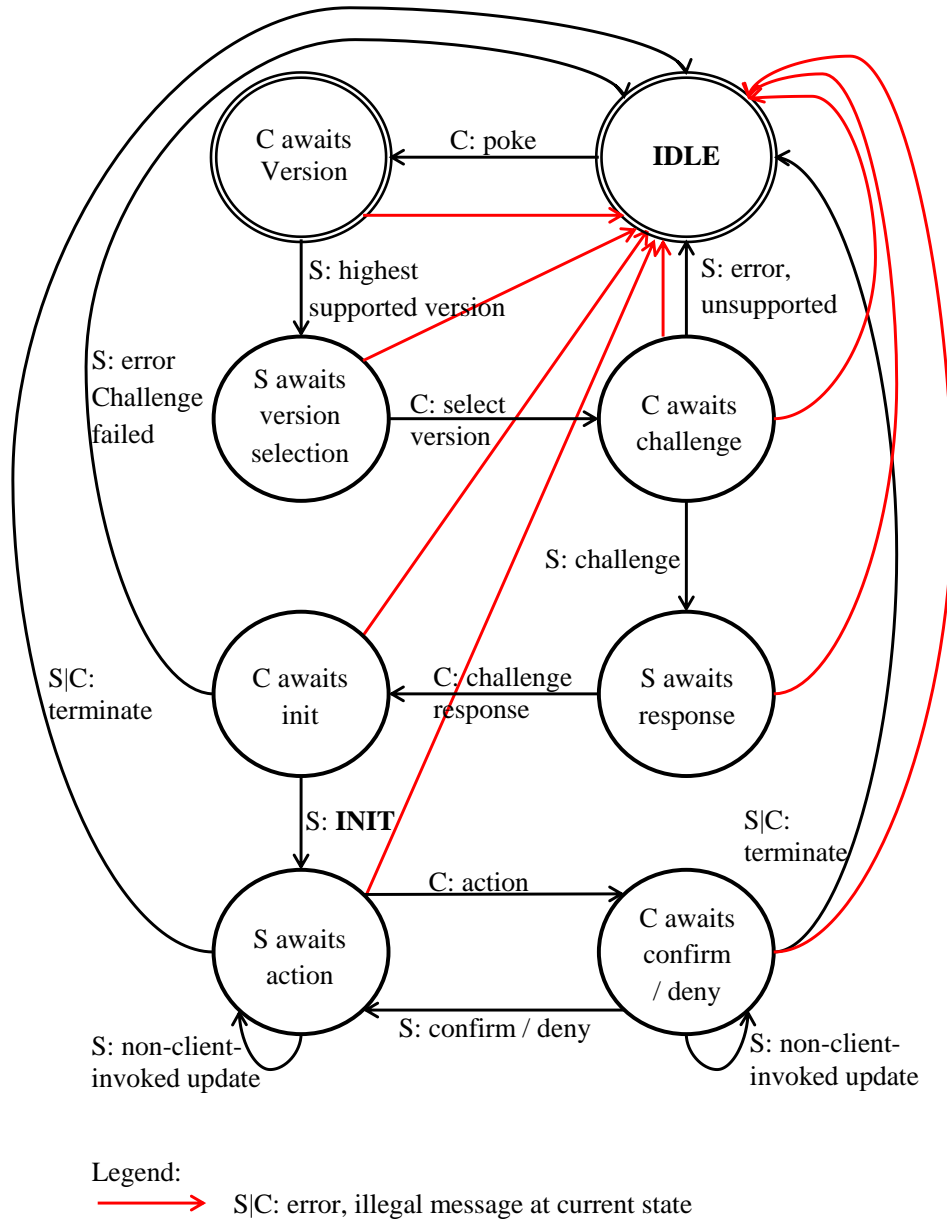 C awaits
Version
C: poke
IDLE
S: highest
supported version
S: error,
unsupported
S: error
Challenge
failed
S awaits
version
selection
C: select
version
C awaits
challenge
S: challenge
S|C:
terminate
C awaits
init
C: challenge
response
S awaits
response
S: INIT
S|C:
terminate
C: action
S awaits
action
C awaits
confirm
/ deny
S: confirm / deny
S: non-client-
invoked update
S: non-client-
invoked update
Legend:
S|C: error, illegal message at current state